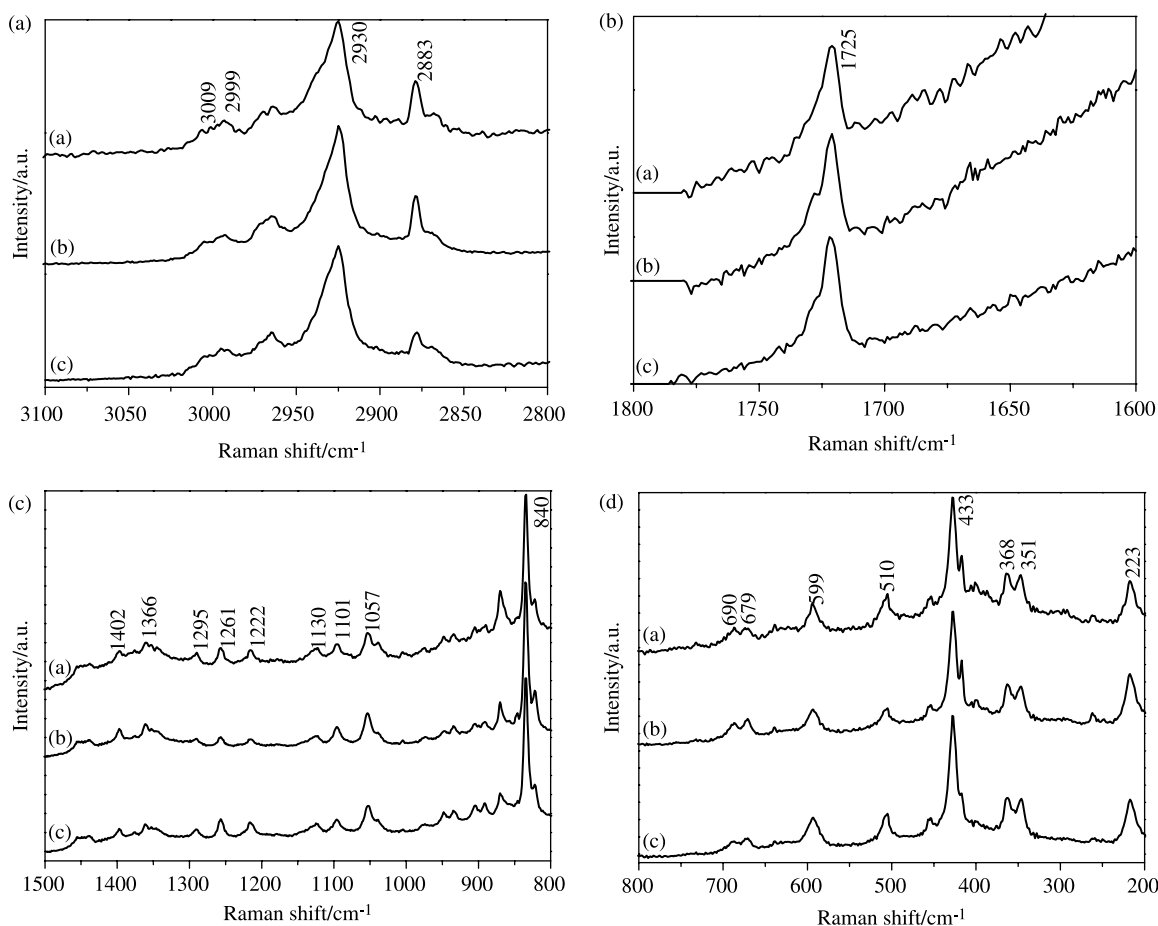 (a)
3009
2999
2930
2883
(a)
(b)
(c)
Intensity/a.u.
3100 3050 3000 2950 2900 2850 2800
Raman shift/cm-1
(b)
1725
(a)
(b)
(c)
Intensity/a.u.
1800 1750 1700 1650 1600
Raman shift/cm-1
(c)
1402
1366
1295
1261
1222
1130
1101
1057
840
(a)
(b)
(c)
Intensity/a.u.
1500 1400 1300 1200 1100 1000 900 800
Raman shift/cm-1
(d)
690
679
599
510
433
368
351
223
(a)
(b)
(c)
Intensity/a.u.
800 700 600 500 400 300 200
Raman shift/cm-1